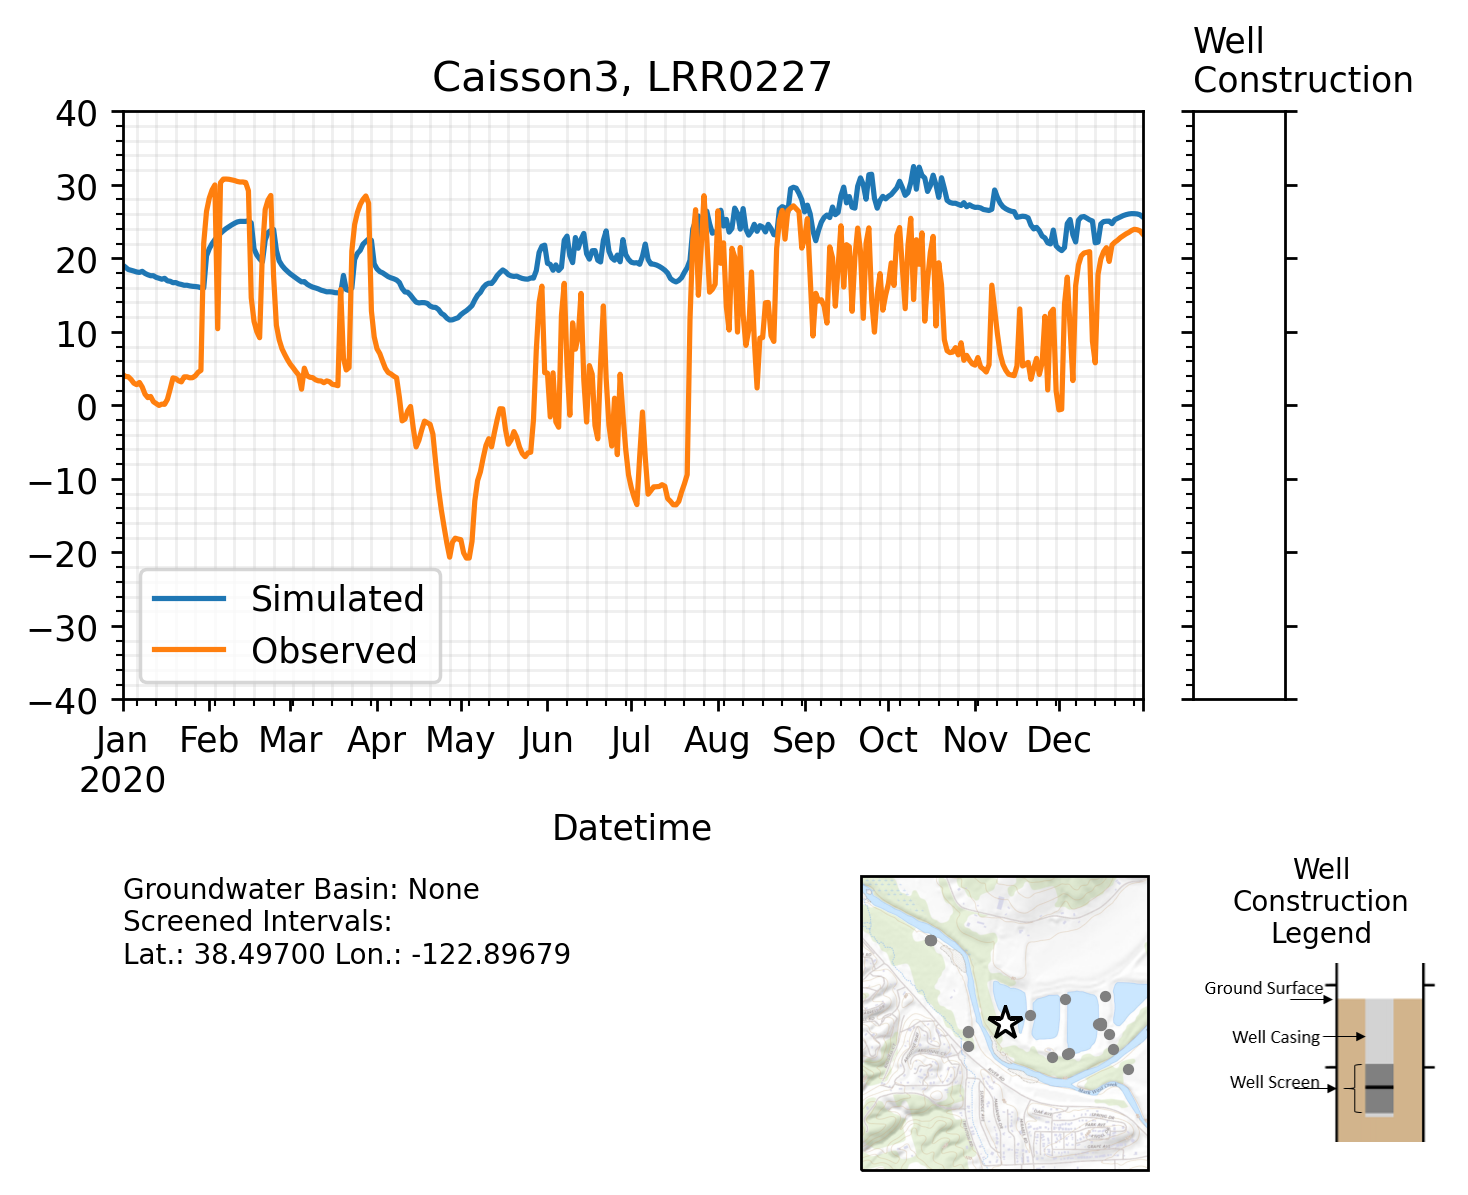 Well
Construction
Caisson3, LRR0227
40
30
20
10
0
−10
−20
−30
−40
Simulated
Observed
Jan
2020
Feb
Mar
Apr
May
Jun
Jul
Aug
Sep
Oct
Nov
Dec
Datetime
Groundwater Basin: None
Screened Intervals:
Lat.: 38.49700 Lon.: -122.89679
Well
Construction
Legend
Ground Surface
Well Casing
Well Screen